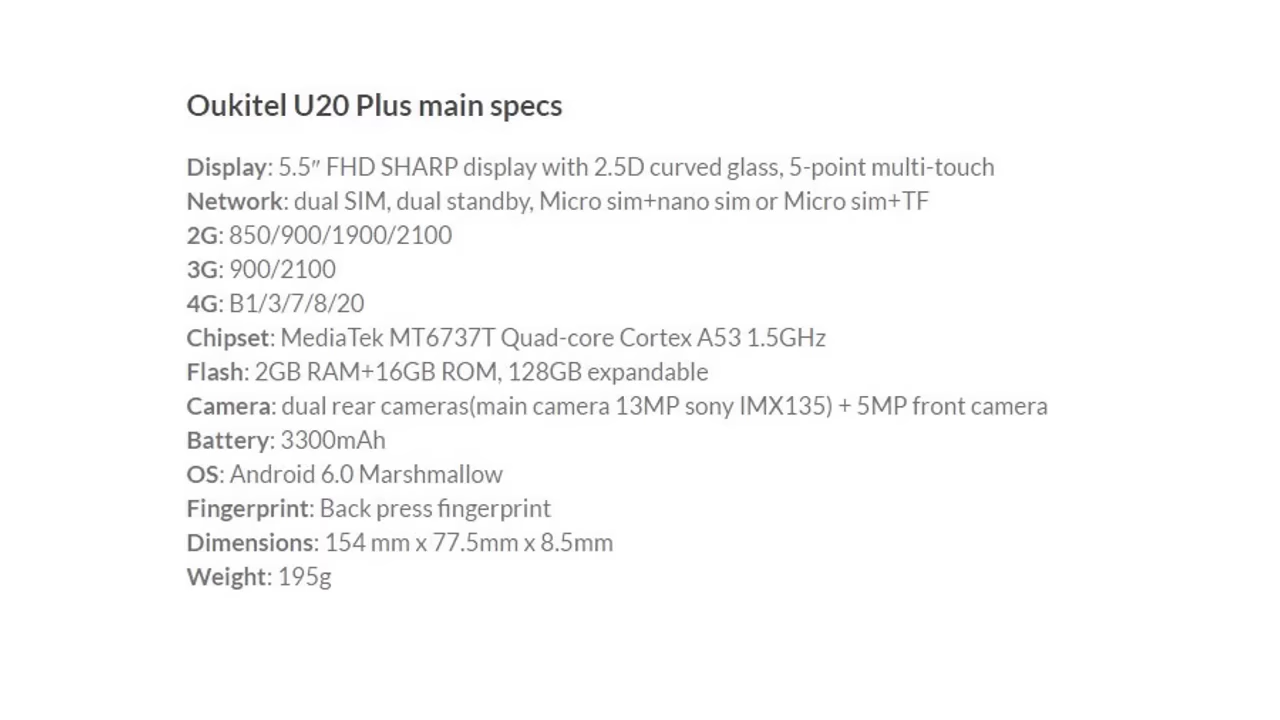 Oukitel U20 Plus main specs
Display: 5.5″ FHD SHARP display with 2.5D curved glass, 5-point multi-touch
Network: dual SIM, dual standby, Micro sim+nano sim or Micro sim+TF
2G: 850/900/1900/2100
3G: 900/2100
4G: B1/3/7/8/20
Chipset: MediaTek MT6737T Quad-core Cortex A53 1.5GHz
Flash: 2GB RAM+16GB ROM, 128GB expandable
Camera: dual rear cameras(main camera 13MP sony IMX135) + 5MP front camera
Battery: 3300mAh
OS: Android 6.0 Marshmallow
Fingerprint: Back press fingerprint
Dimensions: 154 mm x 77.5mm x 8.5mm
Weight: 195g